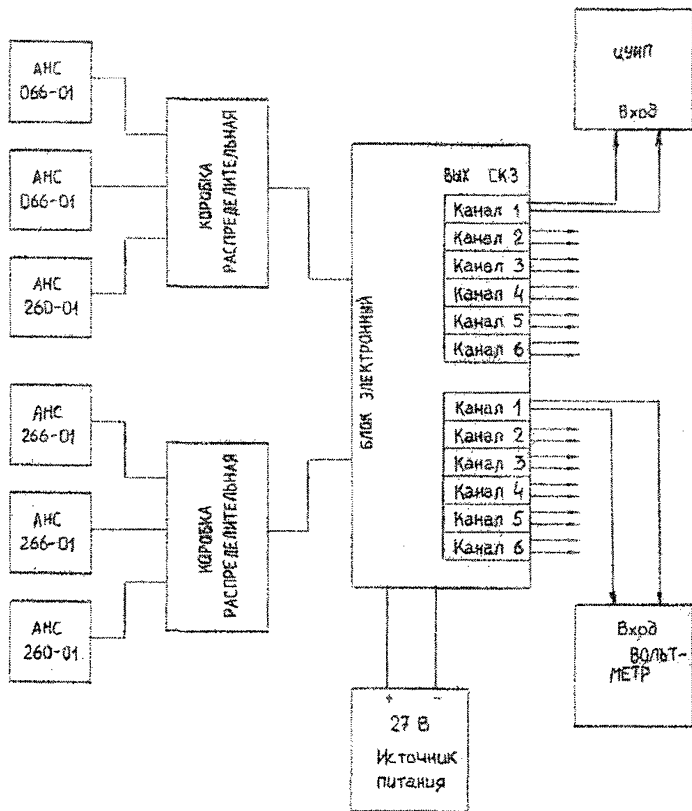 АНС
066-01
АНС
066-01
АНС
260-01
АНС
266-01
АНС
266-01
АНС
260-01
КОРОБКА
РАСПРЕДЕЛИТЕЛЬНАЯ
КОРОБКА
РАСПРЕДЕЛИТЕЛЬНАЯ
БЛОК ЭЛЕКТРОННЫЙ
ВЫХ СКЗ
Канал 1
Канал 2
Канал 3
Канал 4
Канал 5
Канал 6
Канал 1
Канал 2
Канал 3
Канал 4
Канал 5
Канал 6
ЦУИП
Вход
Вход
ВОЛЬТ-
МЕТР
+ -
27 В
Источник
питания